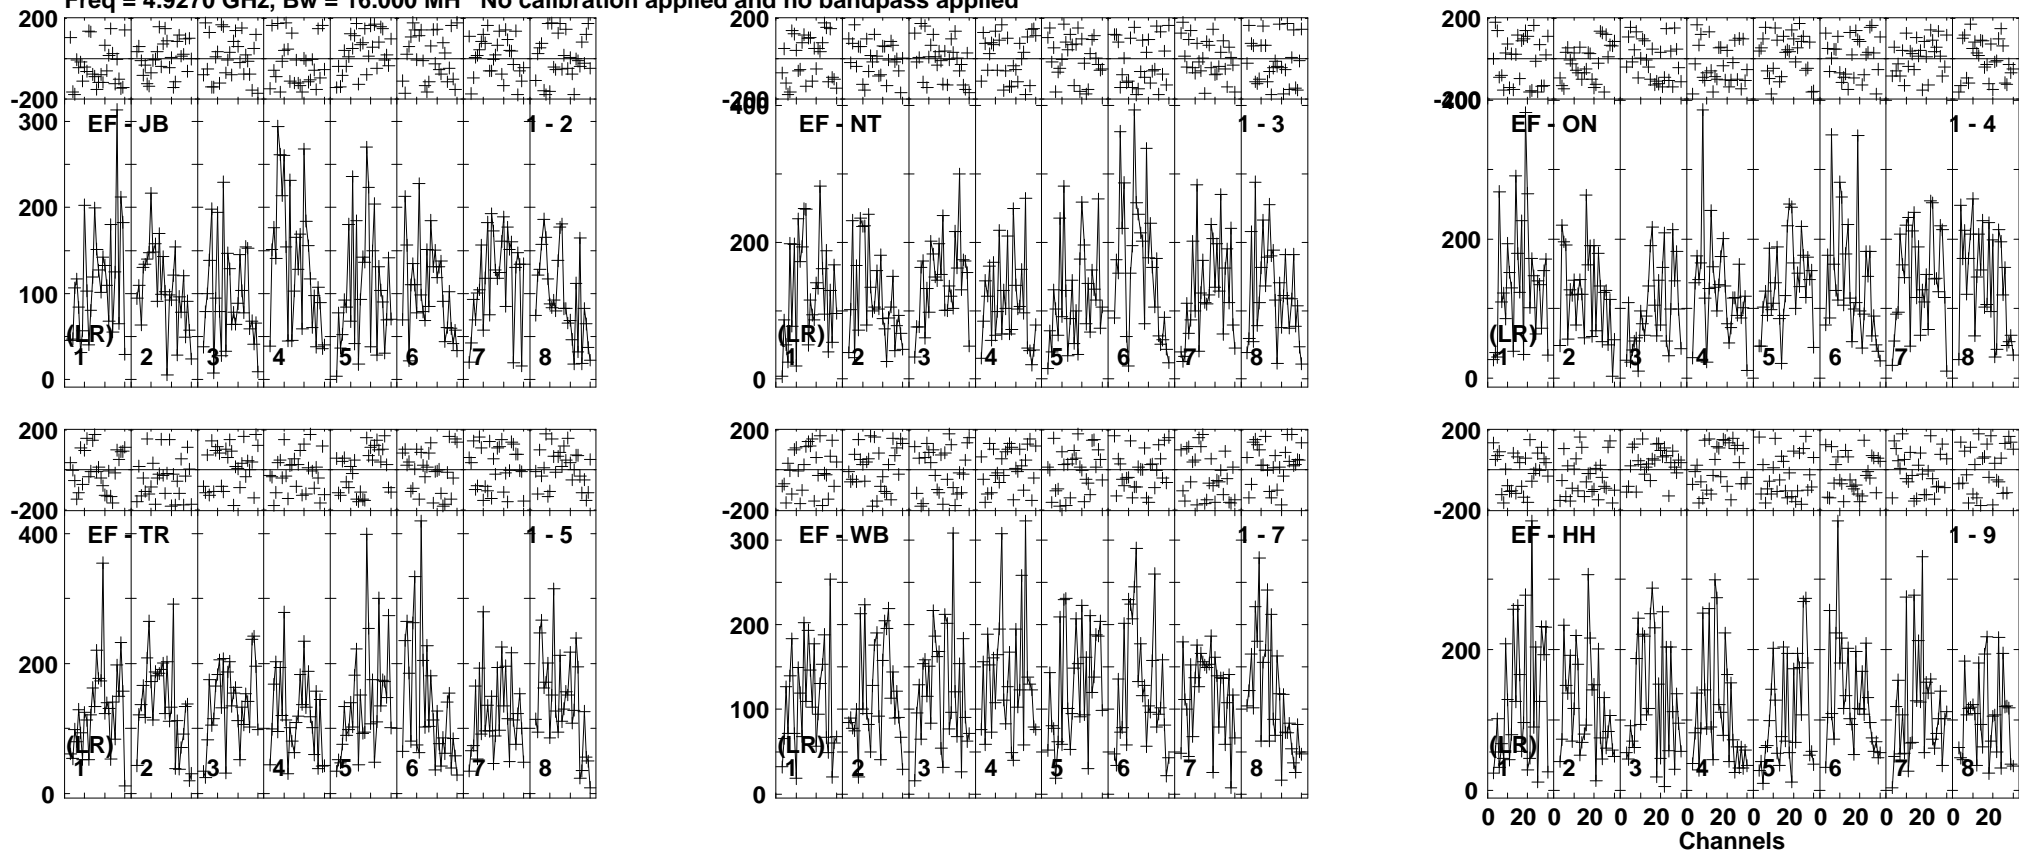 Freq = 4.9270 GHz, Bw = 16.000 MH No calibration applied and no bandpass applied
200
-200
300
200
100
0
EF - JB
1 - 2
(LR)
1 2 3 4 5 6 7 8
200
-200
400
200
0
EF - NT
1 - 3
(LR)
1 2 3 4 5 6 7 8
200
-200
400
200
0
EF - ON
1 - 4
(LR)
1 2 3 4 5 6 7 8
200
-200
400
200
0
EF - TR
1 - 5
(LR)
1 2 3 4 5 6 7 8
200
-200
300
200
100
0
EF - WB
1 - 7
(LR)
1 2 3 4 5 6 7 8
200
-200
200
0
EF - HH
1 - 9
(LR)
1 2 3 4 5 6 7 8
0 20 0 20 0 20 0 20 0 20 0 20 0 20 0 20
Channels